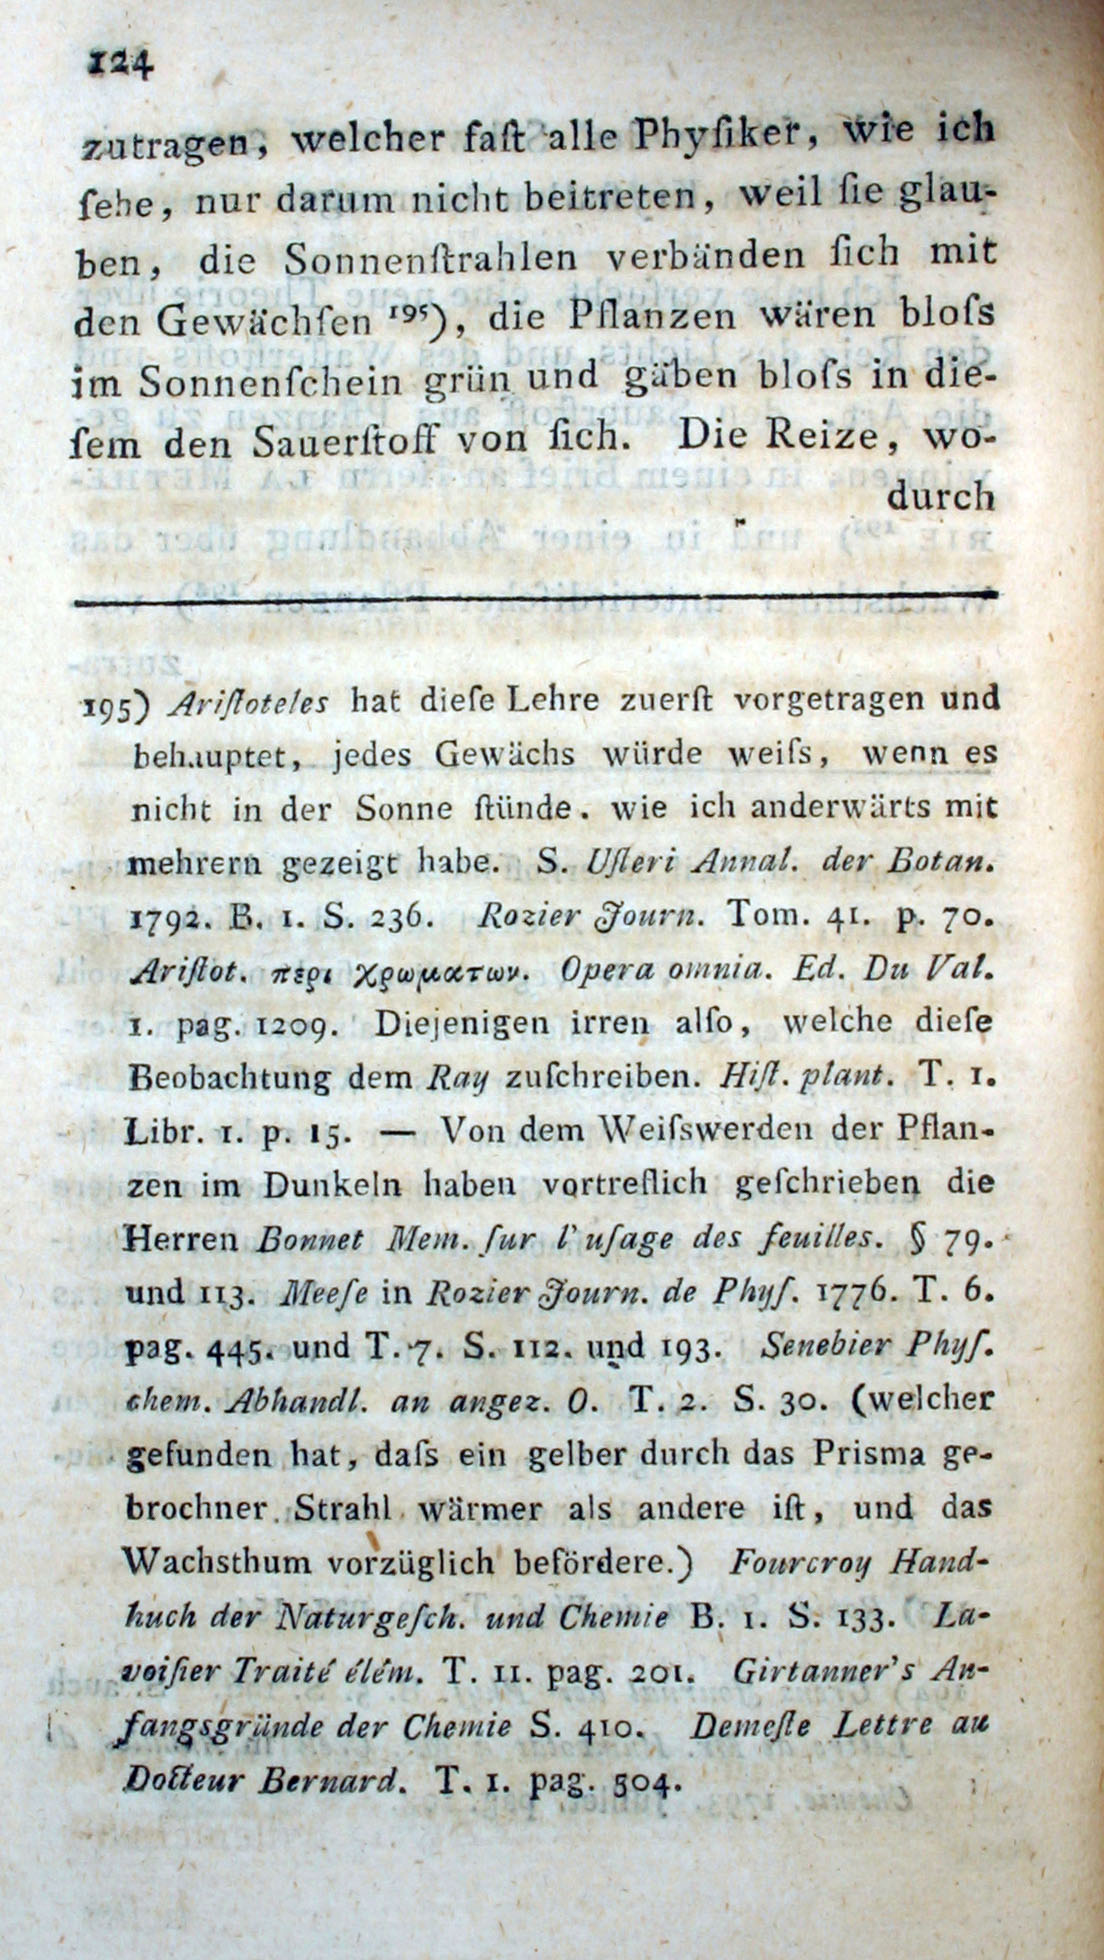 124
zutragen, welcher faſt alle Phyſiker, wie ich
ſehe, nur darum nicht beitreten, weil ſie glau-
ben, die Sonnenſtrahlen verbänden ſich mit
den Gewächſen ¹⁹⁵), die Pflanzen wären bloſs
im Sonnenſchein grün und gäben bloſs in die-
ſem den Sauerſtoff von ſich. Die Reize, wo-
durch
195) Ariſtoteles hat dieſe Lehre zuerſt vorgetragen und
behauptet, jedes Gewächs würde weiſs, wenn es
nicht in der Sonne ſtünde. wie ich anderwärts mit
mehrern gezeigt habe. S. Uſteri Annal. der Botan.
1792. B. 1. S. 236. Rozier Journ. Tom. 41. p. 70.
Ariſtot. περι χρωματων. Opera omnia. Ed. Du Val.
1. pag. 1209. Diejenigen irren alſo, welche dieſe
Beobachtung dem Ray zuſchreiben. Hiſt. plant. T. 1.
Libr. 1. p. 15. — Von dem Weiſswerden der Pflan-
zen im Dunkeln haben vortreflich geſchrieben die
Herren Bonnet Mem. ſur l'uſage des feuilles. § 79.
und 113. Meeſe in Rozier Journ. de Phyſ. 1776. T. 6.
pag. 445. und T. 7. S. 112. und 193. Senebier Phyſ.
chem. Abhandl. an angez. O. T. 2. S. 30. (welcher
gefunden hat, daſs ein gelber durch das Prisma ge-
brochner Strahl wärmer als andere iſt, und das
Wachsthum vorzüglich befördere.) Fourcroy Hand-
buch der Naturgeſch. und Chemie B. 1. S. 133. La-
voiſier Traité élém. T. 11. pag. 201. Girtanner's An-
fangsgründe der Chemie S. 410. Demeſte Lettre au
Docteur Bernard. T. 1. pag. 504.